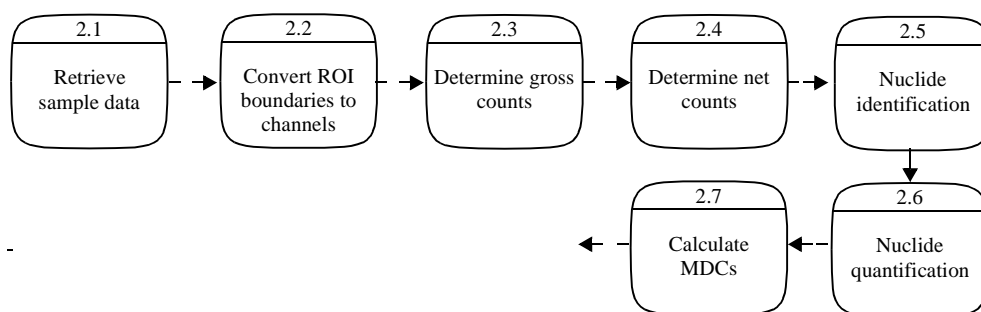 2.1
Retrieve
sample data
2.2
Convert ROI
boundaries to
channels
2.3
Determine gross
counts
2.4
Determine net
counts
2.5
Nuclide
identification
2.6
Nuclide
quantification
2.7
Calculate
MDCs